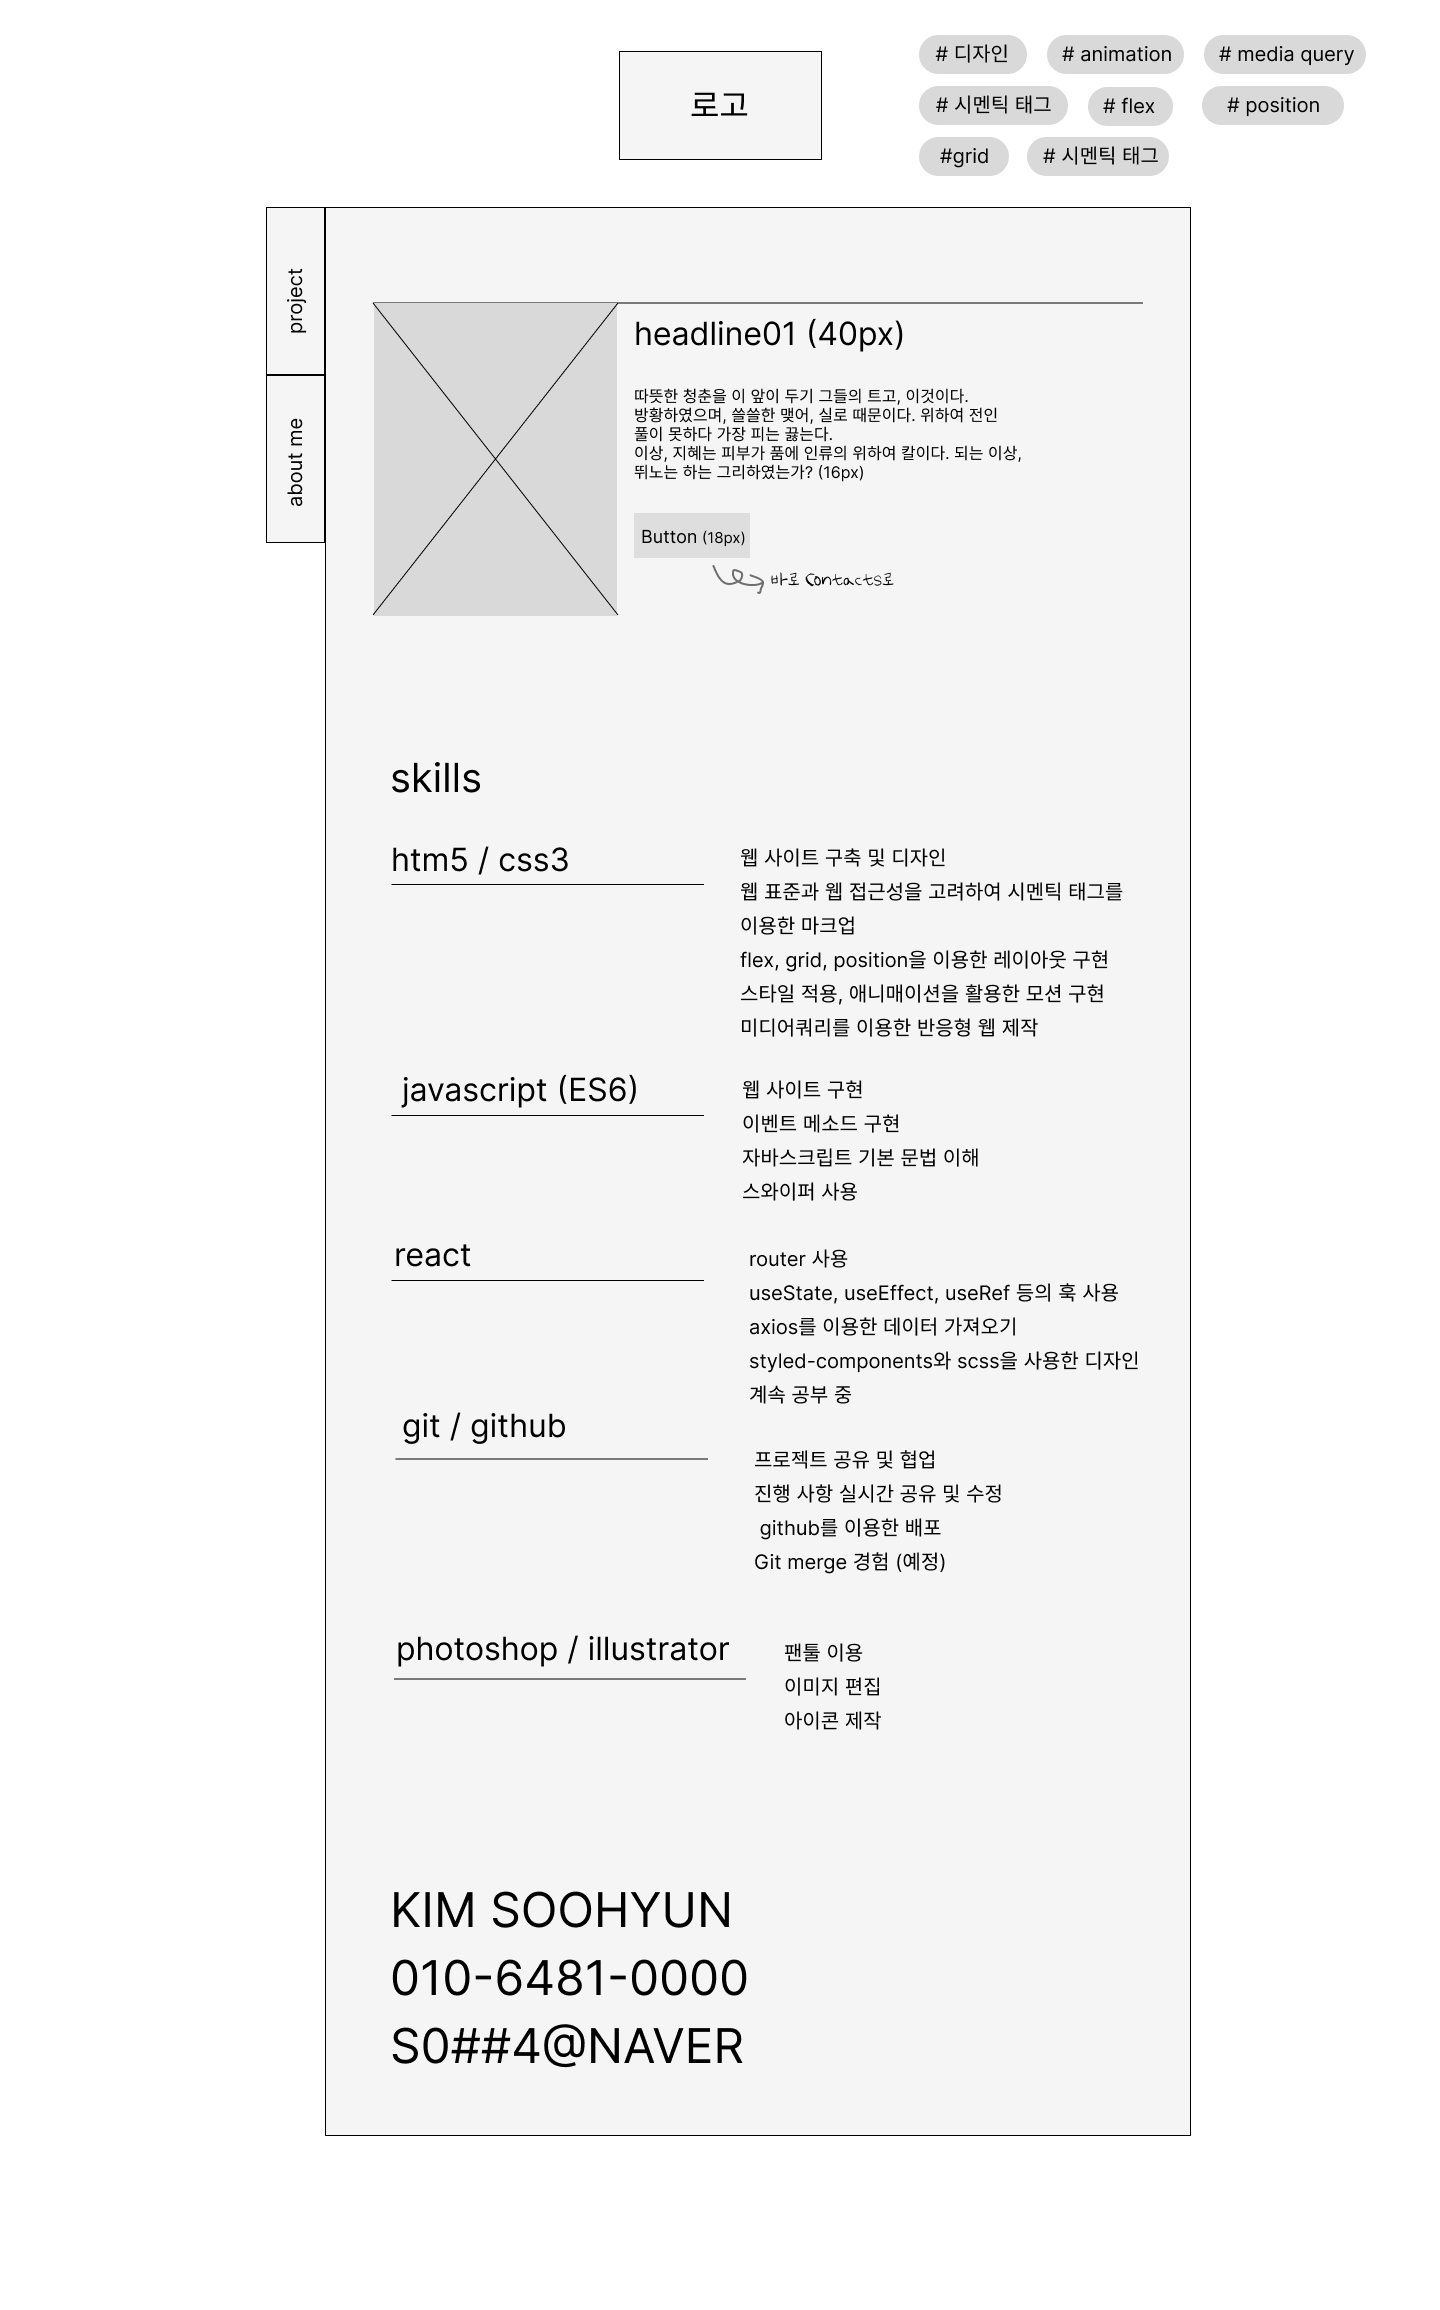 로고
# 디자인
# animation
# media query
# 시멘틱 태그
# flex
# position
#grid
# 시멘틱 태그
project
about me
headline01 (40px)
따뜻한 청춘을 이 앞이 두기 그들의 트고, 이것이다.
방황하였으며, 쓸쓸한 맺어, 실로 때문이다. 위하여 전인
풀이 못하다 가장 피는 끓는다.
이상, 지혜는 피부가 품에 인류의 위하여 칼이다. 되는 이상,
뛰노는 하는 그리하였는가? (16px)
Button (18px)
바로 Contacts로
skills
htm5 / css3
웹 사이트 구축 및 디자인
웹 표준과 웹 접근성을 고려하여 시멘틱 태그를
이용한 마크업
flex, grid, position을 이용한 레이아웃 구현
스타일 적용, 애니매이션을 활용한 모션 구현
미디어쿼리를 이용한 반응형 웹 제작
javascript (ES6)
웹 사이트 구현
이벤트 메소드 구현
자바스크립트 기본 문법 이해
스와이퍼 사용
react
router 사용
useState, useEffect, useRef 등의 훅 사용
axios를 이용한 데이터 가져오기
styled-components와 scss을 사용한 디자인
계속 공부 중
git / github
프로젝트 공유 및 협업
진행 사항 실시간 공유 및 수정
github를 이용한 배포
Git merge 경험 (예정)
photoshop / illustrator
팬툴 이용
이미지 편집
아이콘 제작
KIM SOOHYUN
010-6481-0000
S0##4@NAVER